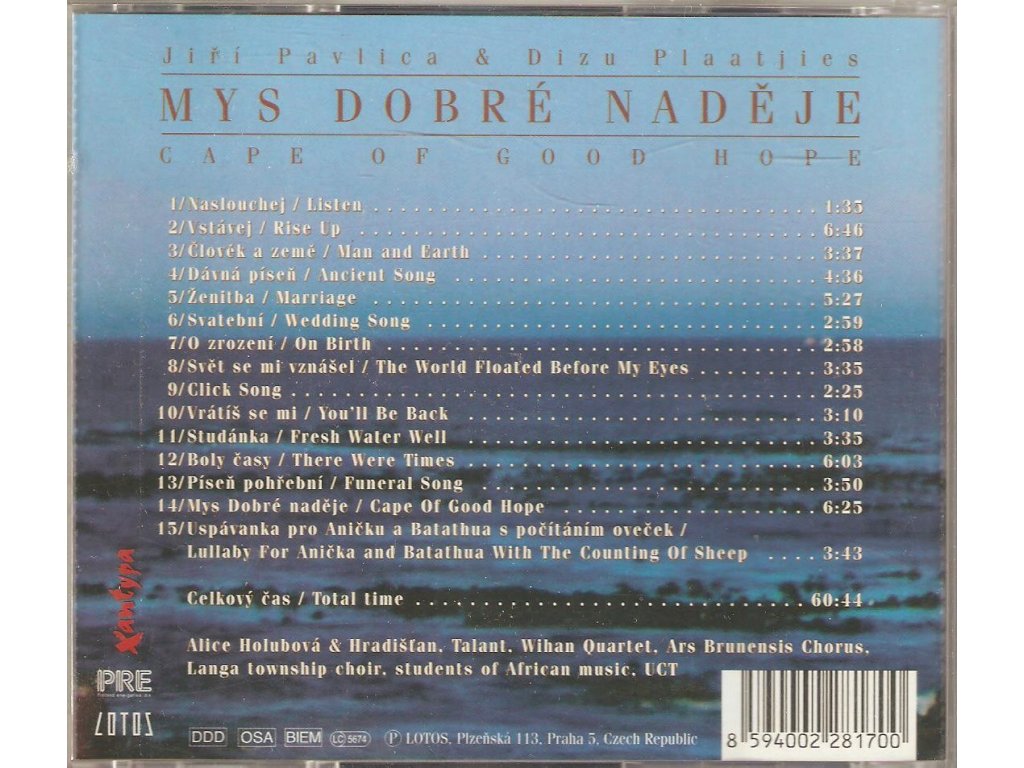 Jiří Pavlica & Dizu Plaatjies
MYS DOBRÉ NADĚJE
CAPE OF GOOD HOPE
1/Naslouchej / Listen 1:35
2/Vstávej / Rise Up 6:46
3/Člověk a země / Man and Earth 3:37
4/Dávná píseň / Ancient Song 4:36
5/Ženitba / Marriage 5:27
6/Svatební / Wedding Song 2:59
7/O zrození / On Birth 2:58
8/Svět se mi vznášel / The World Floated Before My Eyes 3:35
9/Click Song 2:25
10/Vrátíš se mi / You'll Be Back 3:10
11/Studánka / Fresh Water Well 3:35
12/Boly časy / There Were Times 6:03
13/Píseň pohřební / Funeral Song 3:50
14/Mys Dobré naděje / Cape Of Good Hope 6:25
15/Uspávanka pro Aničku a Batathua s počítáním oveček /
Lullaby For Anička and Batathua With The Counting Of Sheep 3:43
Celkový čas / Total time 60:44
Alice Holubová & Hradišťan, Talant, Wihan Quartet, Ars Brunensis Chorus,
Langa township choir, students of African music, UCT
Xantypa
PRE
LOTOS
DDD OSA BIEM LC 5674 Ⓟ LOTOS, Plzeňská 113, Praha 5, Czech Republic
8 594002 281700